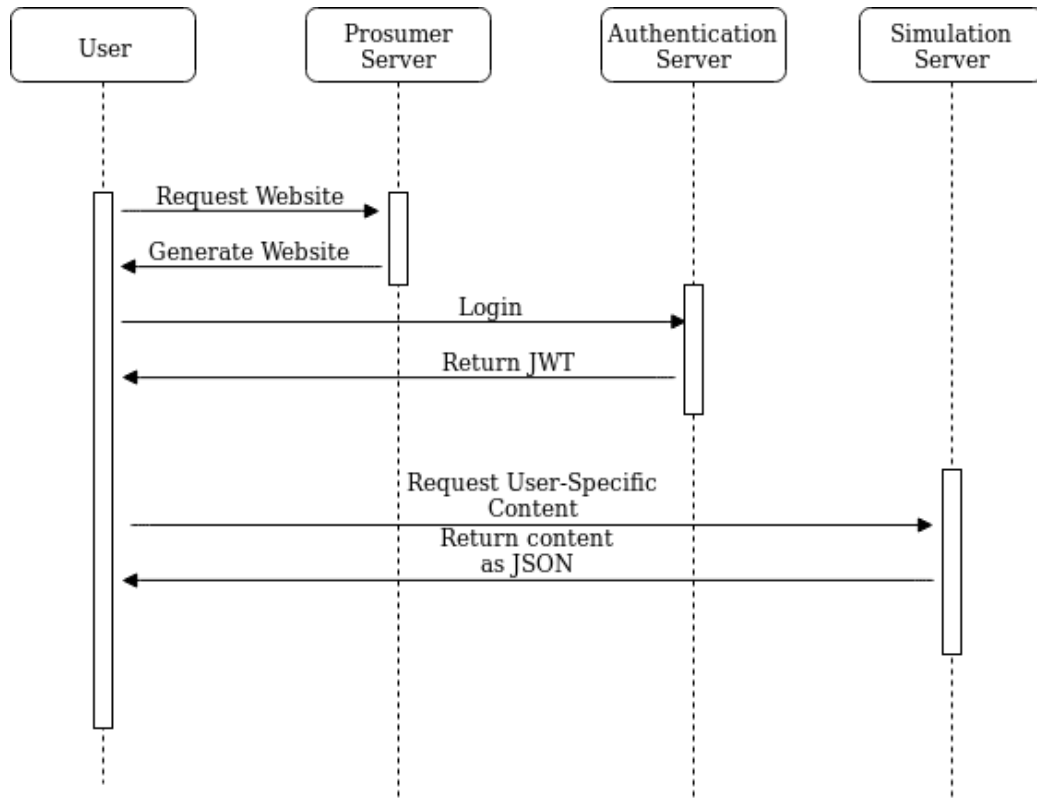 User
Prosumer
Server
Authentication
Server
Simulation
Server
Request Website
Generate Website
Login
Return JWT
Request User-Specific
Content
Return content
as JSON